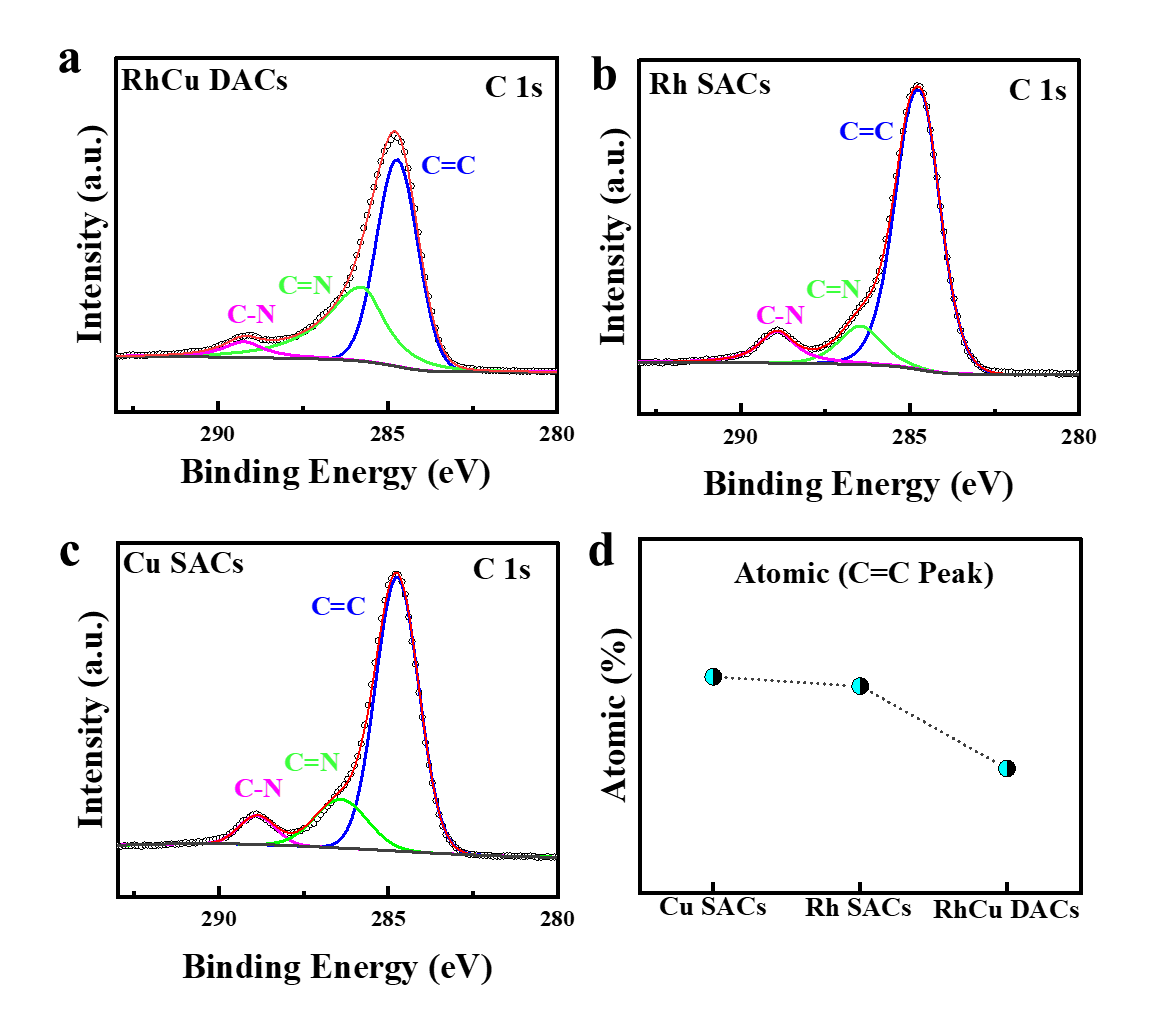 a
RhCu DACs
C 1s
C=C
C=N
C-N
Intensity (a.u.)
290
285
280
Binding Energy (eV)
b
Rh SACs
C 1s
C=C
C=N
C-N
Intensity (a.u.)
290
285
280
Binding Energy (eV)
c
Cu SACs
C 1s
C=C
C=N
C-N
Intensity (a.u.)
290
285
280
Binding Energy (eV)
d
Atomic (C=C Peak)
Atomic (%)
Cu SACs
Rh SACs
RhCu DACs